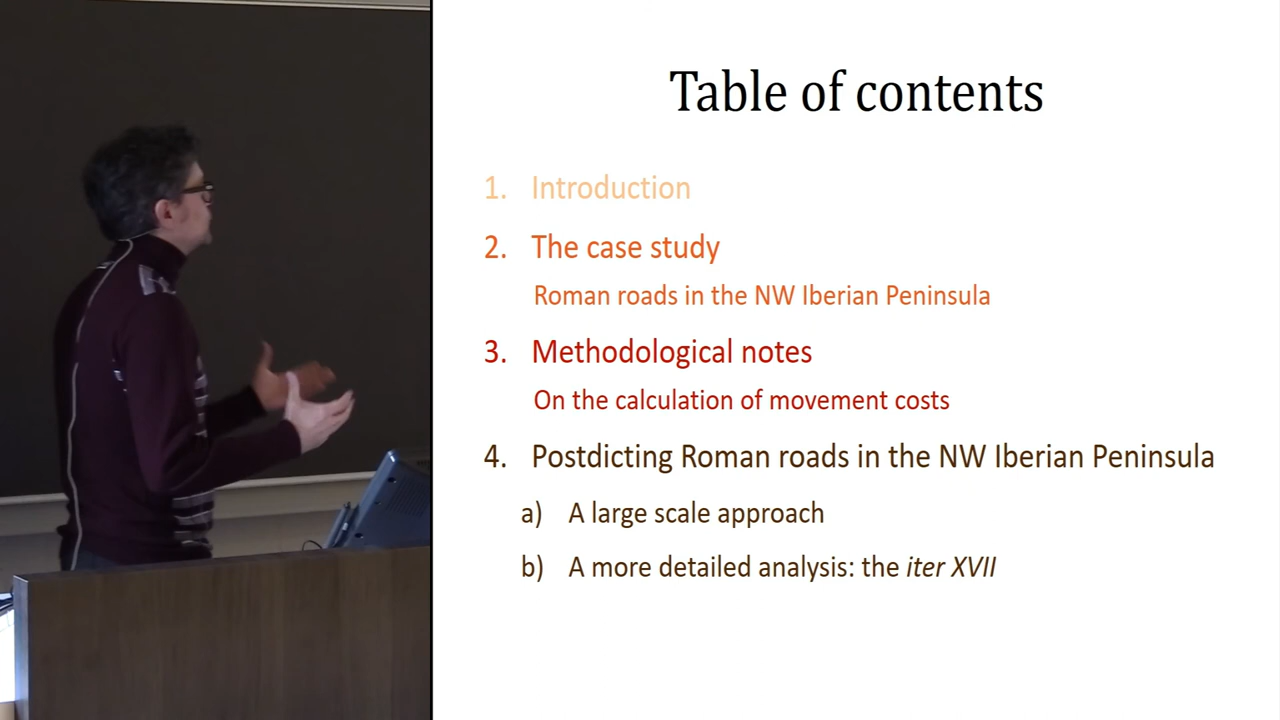 Table of contents
1. Introduction
2. The case study
Roman roads in the NW Iberian Peninsula
3. Methodological notes
On the calculation of movement costs
4. Postdicting Roman roads in the NW Iberian Peninsula
a) A large scale approach
b) A more detailed analysis: the iter XVII